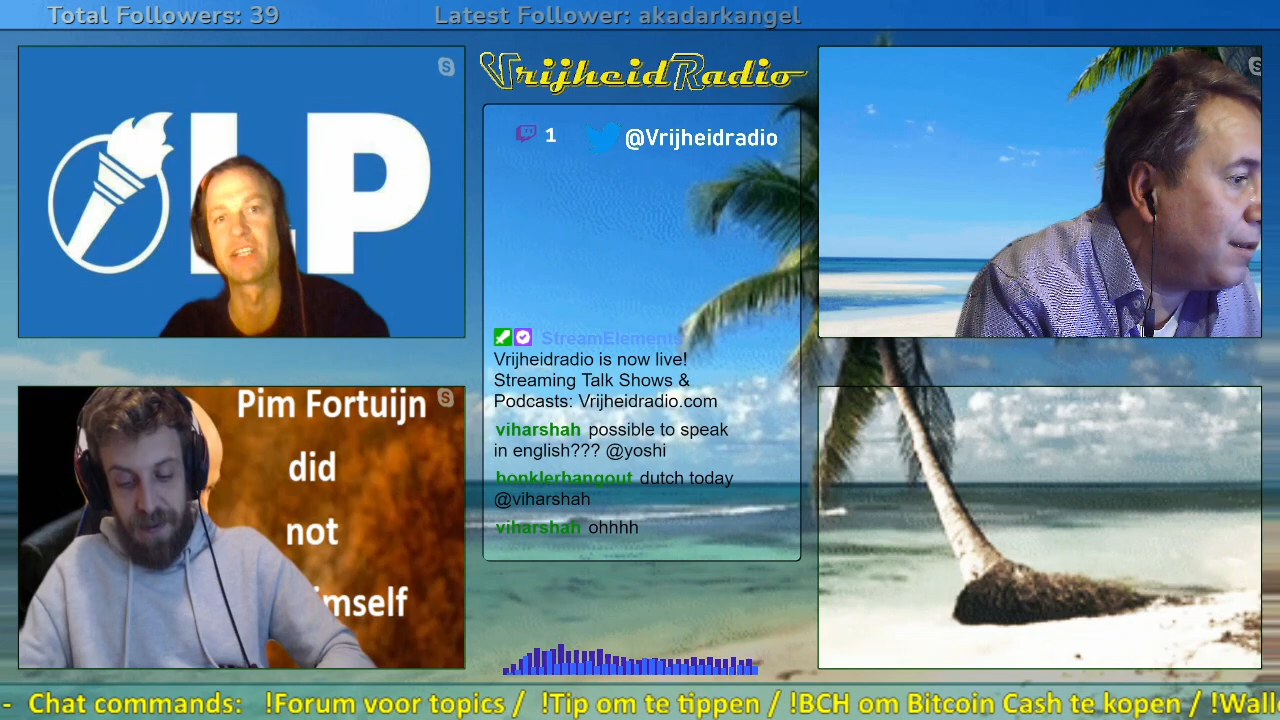 Total Followers: 39
Latest Follower: akadarkangel
VrijheidRadio
LP
1
@Vrijheidradio
StreamElements
Vrijheidradio is now live!
Streaming Talk Shows &
Podcasts: Vrijheidradio.com
viharshah possible to speak
in english??? @yoshi
honklerhangout dutch today
@viharshah
viharshah ohhhh
Pim Fortuijn
did
not
imself
- Chat commands: !Forum voor topics / !Tip om te tippen / !BCH om Bitcoin Cash te kopen / !Wall